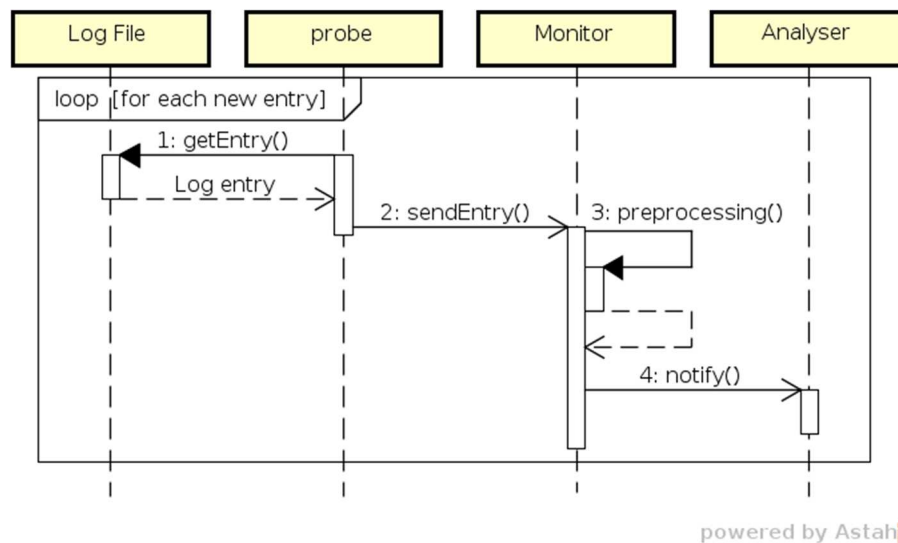 Log File
probe
Monitor
Analyser
loop [for each new entry]
1: getEntry()
Log entry
2: sendEntry()
3: preprocessing()
4: notify()
powered by Astah